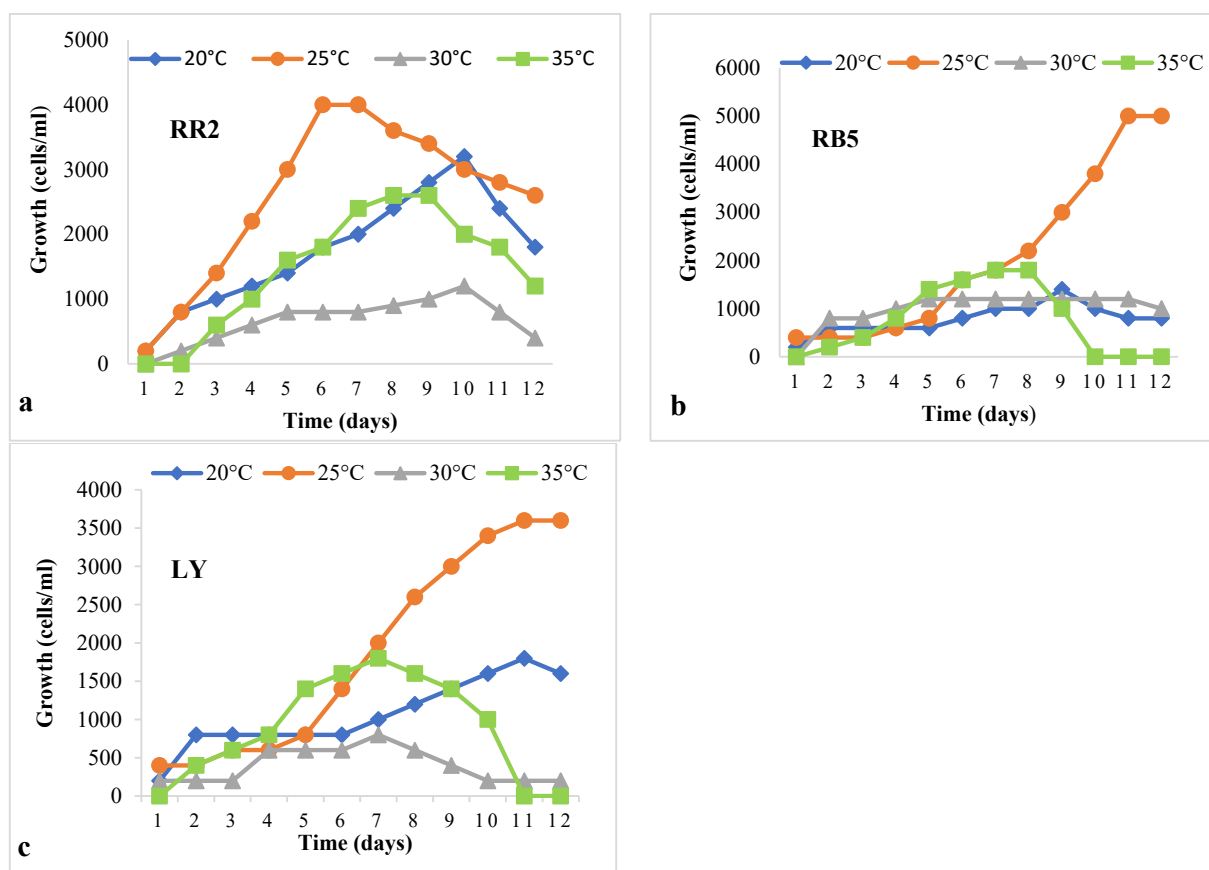 20°C 25°C 30°C 35°C
5000
4000
3000
2000
1000
0
RR2
Growth (cells/ml)
1 2 3 4 5 6 7 8 9 10 11 12
Time (days)
a
20°C 25°C 30°C 35°C
6000
5000
4000
3000
2000
1000
0
RB5
Growth (cells/ml)
1 2 3 4 5 6 7 8 9 10 11 12
Time (days)
b
20°C 25°C 30°C 35°C
4000
3500
3000
2500
2000
1500
1000
500
0
LY
Growth (cells/ml)
1 2 3 4 5 6 7 8 9 10 11 12
Time (days)
c